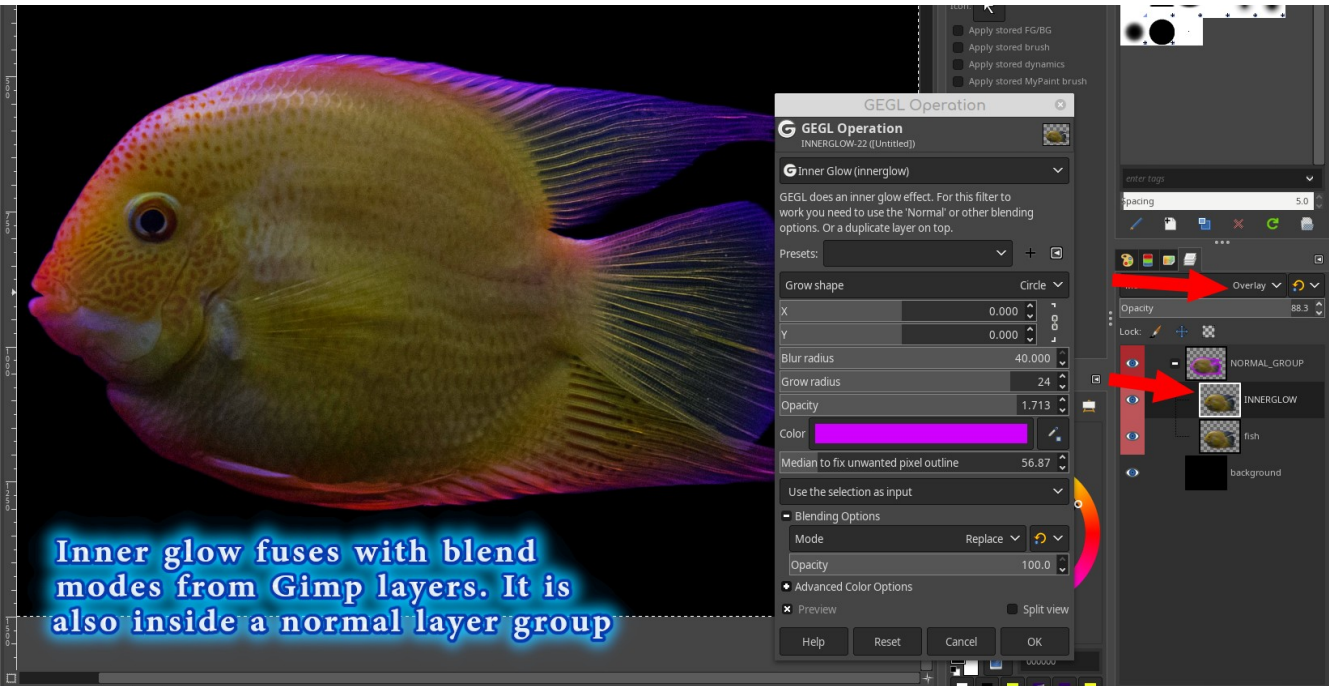 Icon:
Apply stored FG/BG
Apply stored brush
Apply stored dynamics
Apply stored MyPaint brush
GEGL Operation
GEGL Operation
INNERGLOW-22 ([Untitled])
Inner Glow (innerglow)
GEGL does an inner glow effect. For this filter to
work you need to use the 'Normal' or other blending
options. Or a duplicate layer on top.
Presets:
Grow shape Circle
X 0.000
Y 0.000
Blur radius 40.000
Grow radius 24
Opacity 1.713
Color
Median to fix unwanted pixel outline 56.87
Use the selection as input
Blending Options
Mode Replace
Opacity 100.0
Advanced Color Options
Preview Split view
Help Reset Cancel OK
000000
enter tags
Spacing 5.0
Overlay
Opacity 88.3
Lock:
NORMAL_GROUP
INNERGLOW
fish
background
500
750
1000
1250
1500
Inner glow fuses with blend
modes from Gimp layers. It is
also inside a normal layer group